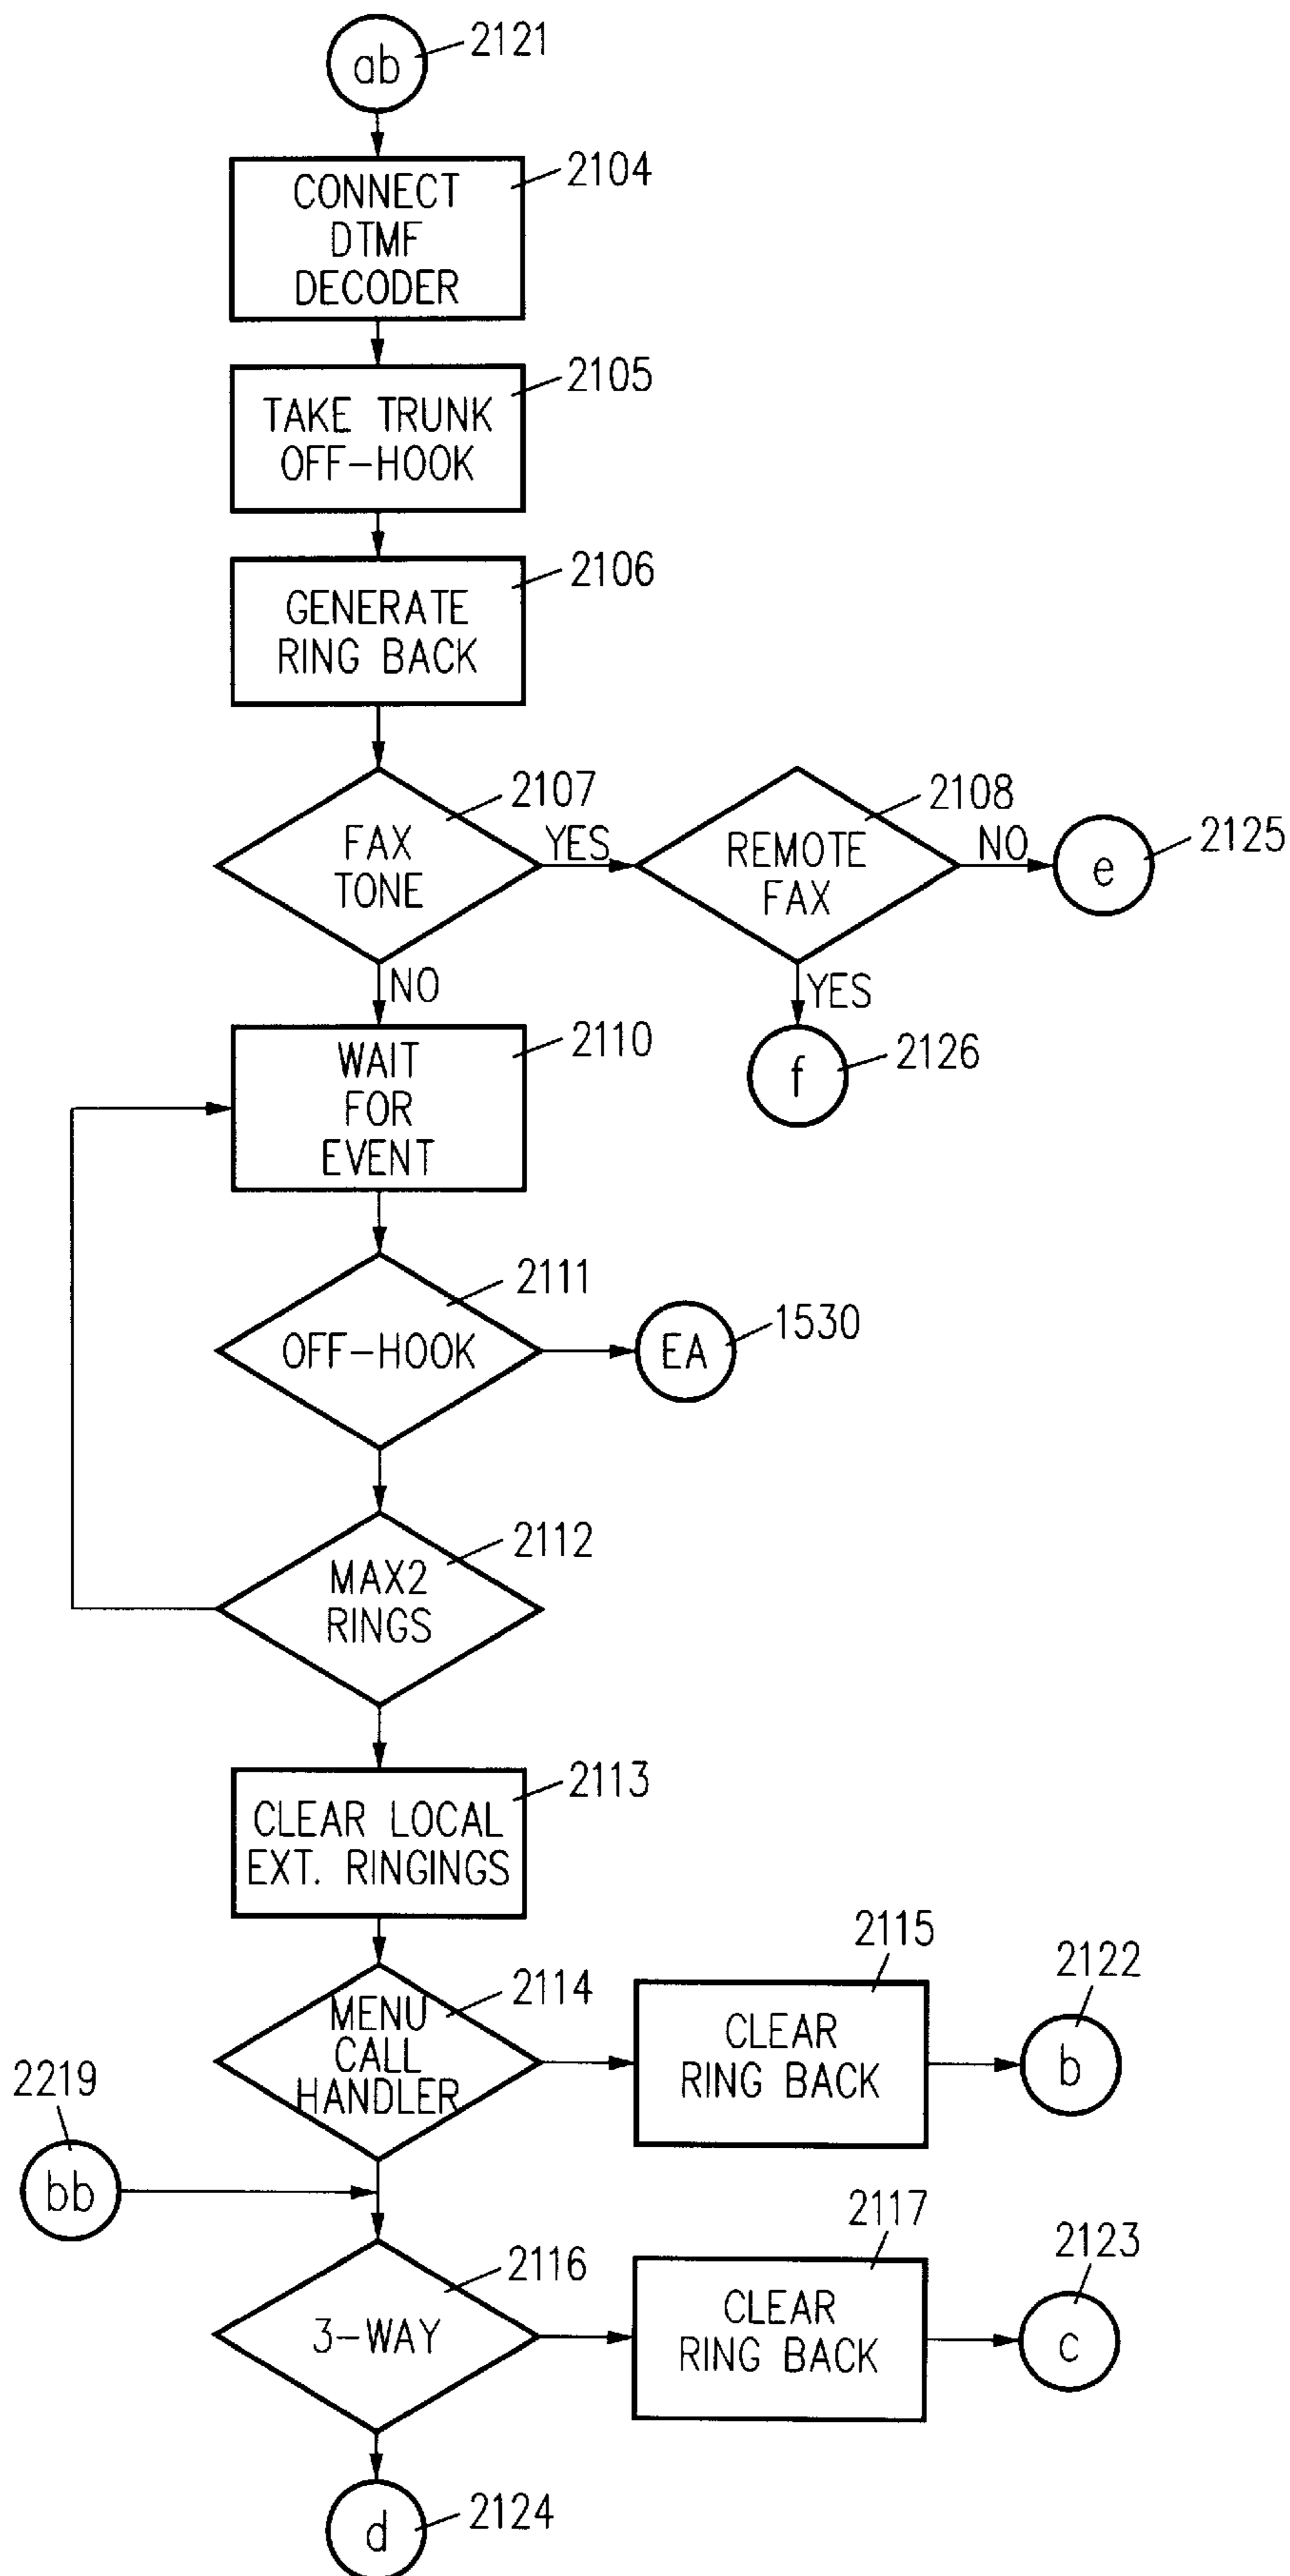 ab
2121
CONNECT
DTMF
DECODER
2104
TAKE TRUNK
OFF-HOOK
2105
GENERATE
RING BACK
2106
FAX
TONE
2107
YES
REMOTE
FAX
2108
NO
e
2125
NO
YES
f
2126
WAIT
FOR
EVENT
2110
OFF-HOOK
2111
EA
1530
MAX2
RINGS
2112
CLEAR LOCAL
EXT. RINGINGS
2113
MENU
CALL
HANDLER
2114
CLEAR
RING BACK
2115
b
2122
2219
bb
3-WAY
2116
CLEAR
RING BACK
2117
c
2123
d
2124